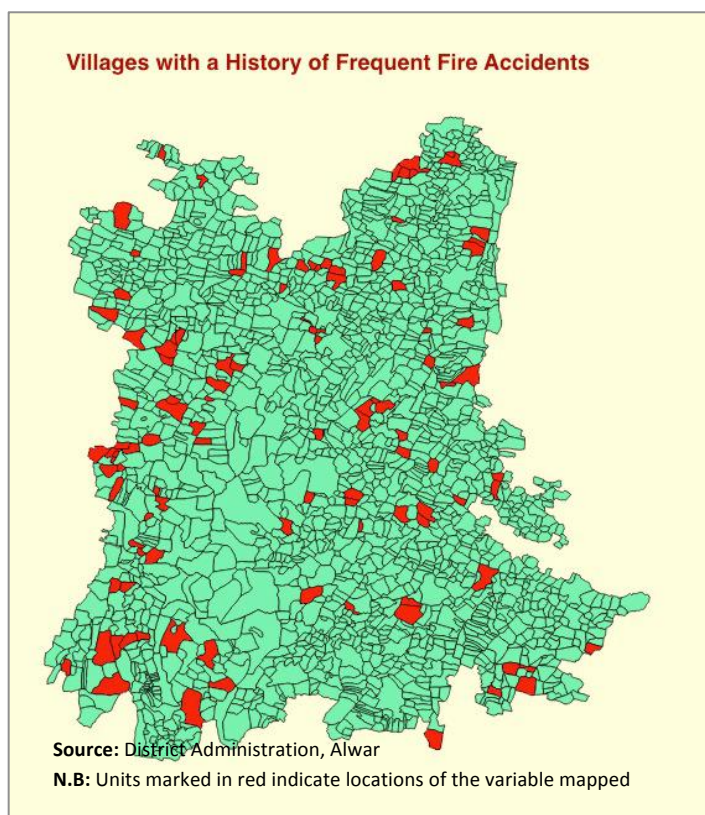 Villages with a History of Frequent Fire Accidents
Source: District Administration, Alwar
N.B: Units marked in red indicate locations of the variable mapped